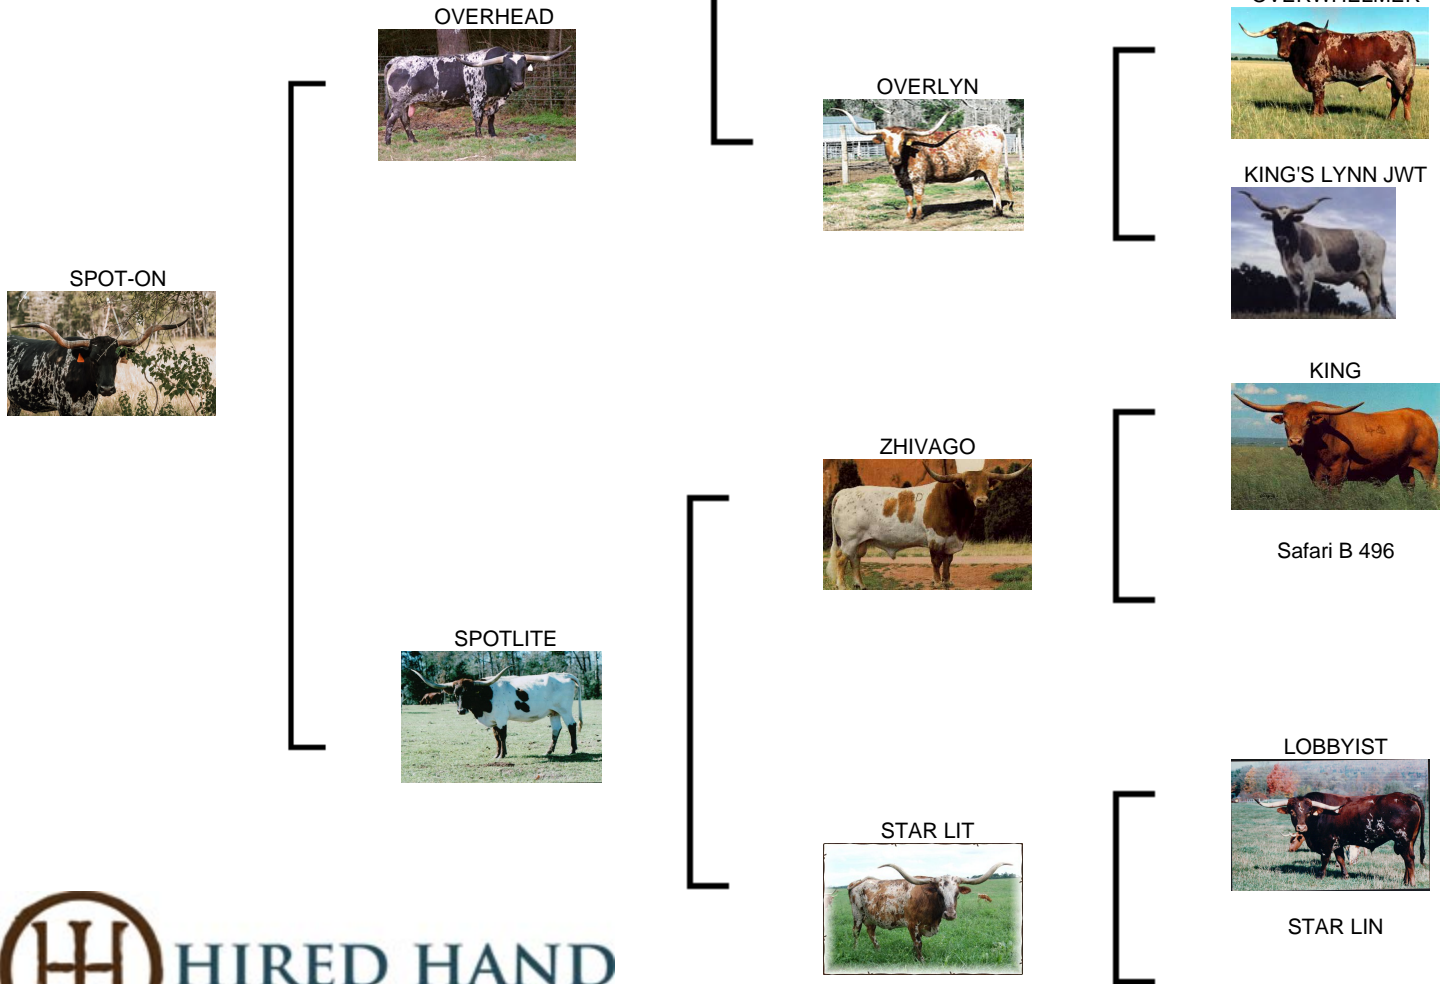 OVERHEAD
OVERLYN
KING'S LYNN JWT
SPOT-ON
KING
ZHIVAGO
Safari B 496
SPOTLITE
LOBBYIST
STAR LIT
STAR LIN
HIRED HAND